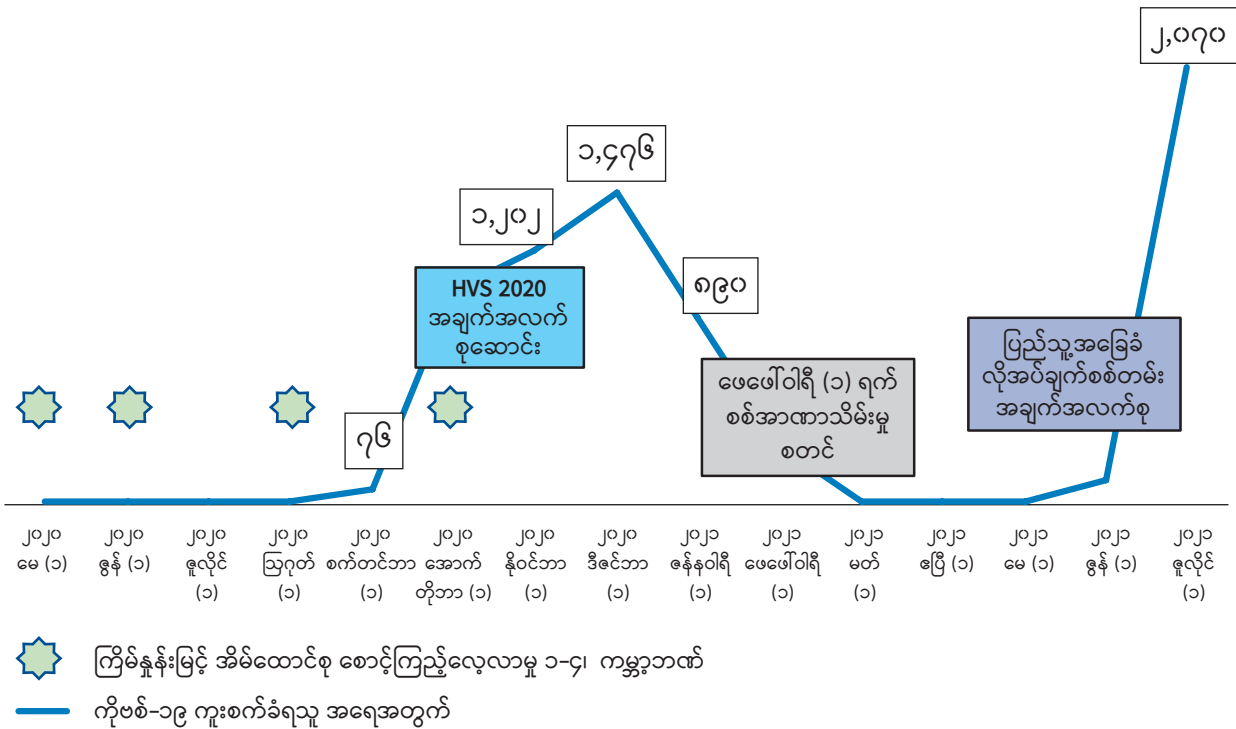 ၂,၀၇၀
၁,၄၇၆
၁,၂၀၂
၈၉၀
HVS 2020
အချက်အလက်
စုဆောင်း
ပြည်သူ့အခြေခံ
လိုအပ်ချက်စစ်တမ်း
အချက်အလက်စု
ဖေဖေါ်ဝါရီ (၁) ရက်
စစ်အာဏာသိမ်းမှု
စတင်
၇၆
၂၀၂၀
မေ (၁)
၂၀၂၀
ဇွန် (၁)
၂၀၂၀
ဇူလိုင်
(၁)
၂၀၂၀
ဩဂုတ်
(၁)
၂၀၂၀
စက်တင်ဘာ
(၁)
၂၀၂၀
အောက်
တိုဘာ (၁)
၂၀၂၀
နိုဝင်ဘာ
(၁)
၂၀၂၀
ဒီဇင်ဘာ
(၁)
၂၀၂၁
ဇန်နဝါရီ
(၁)
၂၀၂၁
ဖေဖေါ်ဝါရီ
(၁)
၂၀၂၁
မတ်
(၁)
၂၀၂၁
ဧပြီ (၁)
၂၀၂၁
မေ (၁)
၂၀၂၁
ဇွန် (၁)
၂၀၂၁
ဇူလိုင်
(၁)
ကြိမ်နှုန်းမြင့် အိမ်ထောင်စု စောင့်ကြည့်လေ့လာမှု ၁-၄၊ ကမ္ဘာ့ဘဏ်
ကိုဗစ်-၁၉ ကူးစက်ခံရသူ အရေအတွက်